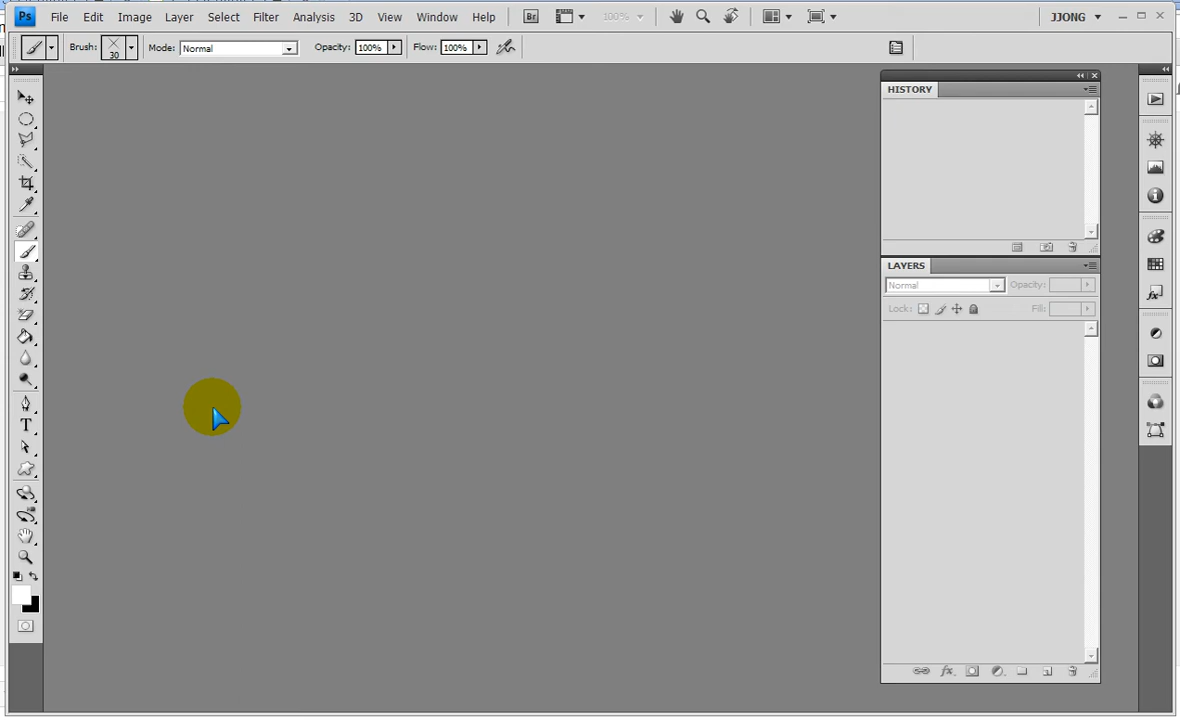 Ps File Edit Image Layer Select Filter Analysis 3D View Window Help Br 100% JJONG
Brush: 30 Mode: Normal Opacity: 100% Flow: 100%
HISTORY
LAYERS
Normal Opacity:
Lock: Fill:
T